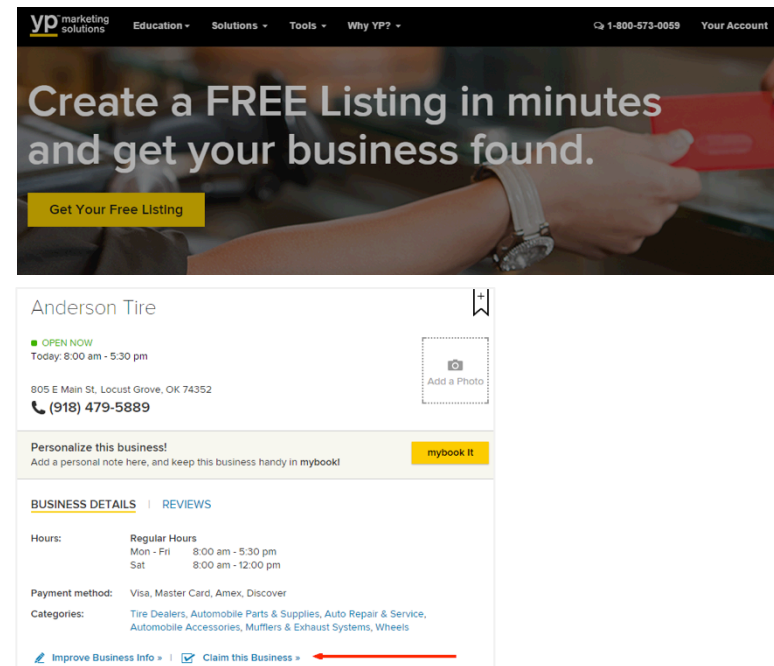 yp marketing solutions Education Solutions Tools Why YP? 1-800-573-0059 Your Account
Create a FREE Listing in minutes
and get your business found.
Get Your Free Listing
Anderson Tire
+
OPEN NOW
Today: 8:00 am - 5:30 pm
Add a Photo
805 E Main St, Locust Grove, OK 74352
(918) 479-5889
Personalize this business!
Add a personal note here, and keep this business handy in mybook!
mybook It
BUSINESS DETAILS | REVIEWS
Hours: Regular Hours
Mon - Fri 8:00 am - 5:30 pm
Sat 8:00 am - 12:00 pm
Payment method: Visa, Master Card, Amex, Discover
Categories: Tire Dealers, Automobile Parts & Supplies, Auto Repair & Service,
Automobile Accessories, Mufflers & Exhaust Systems, Wheels
Improve Business Info » | Claim this Business »